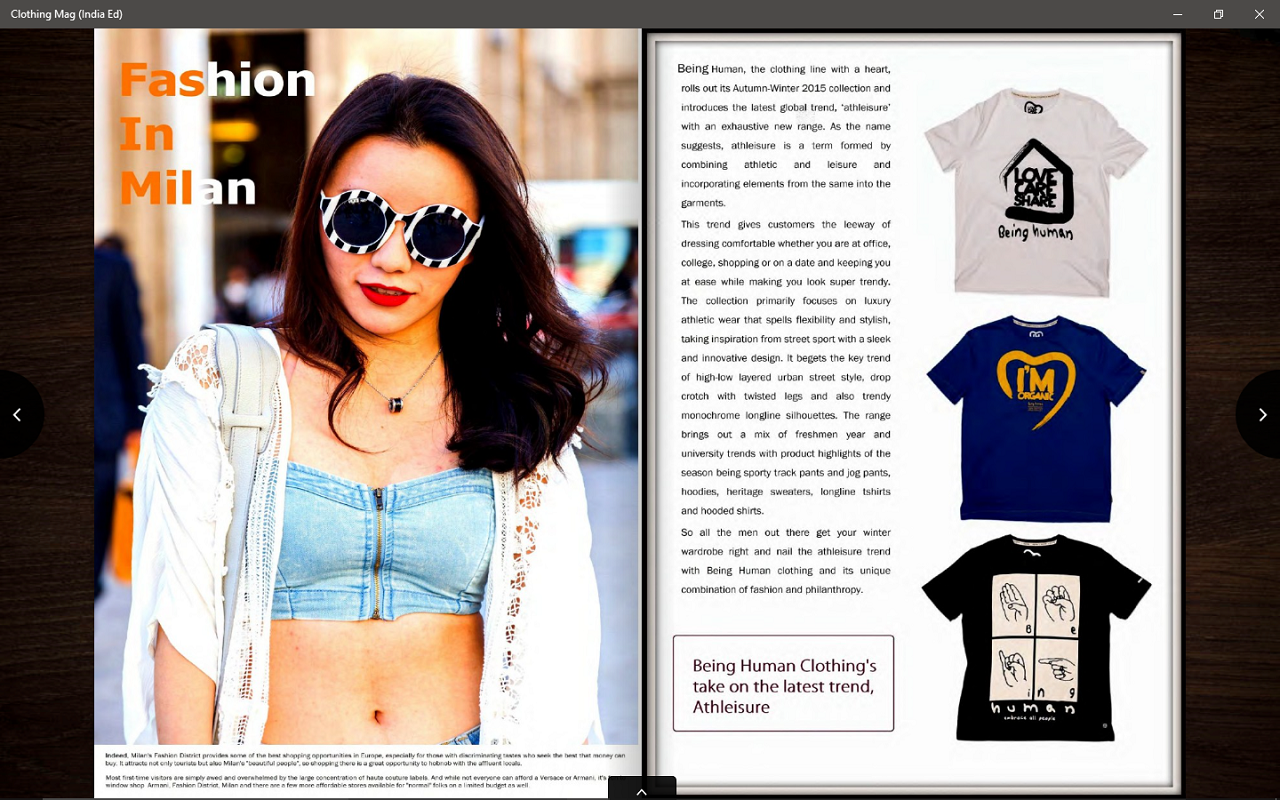 Clothing Mag (India Ed)
Fashion
In
Milan
Indeed, Milan's Fashion District provides some of the best shopping opportunities in Europe, especially for those with discriminating tastes who seek the best that money can
buy. It attracts not only tourists but also Milan's "beautiful people", so shopping there is a great opportunity to hobnob with the affluent locals.
Most first-time visitors are simply awed and overwhelmed by the large concentration of haute couture labels. And while not everyone can afford a Versace or Armani, it's
window shop. Armani, Fashion District, Milan and there are a few more affordable stores available for "normal" folks on a limited budget as well.
Being Human, the clothing line with a heart,
rolls out its Autumn-Winter 2015 collection and
introduces the latest global trend, 'athleisure'
with an exhaustive new range. As the name
suggests, athleisure is a term formed by
combining athletic and leisure and
incorporating elements from the same into the
garments.
This trend gives customers the leeway of
dressing comfortable whether you are at office,
college, shopping or on a date and keeping you
at ease while making you look super trendy.
The collection primarily focuses on luxury
athletic wear that spells flexibility and stylish,
taking inspiration from street sport with a sleek
and innovative design. It begets the key trend
of high-low layered urban street style, drop
crotch with twisted legs and also trendy
monochrome longline silhouettes. The range
brings out a mix of freshmen year and
university trends with product highlights of the
season being sporty track pants and jog pants,
hoodies, heritage sweaters, longline tshirts
and hooded shirts.
So all the men out there get your winter
wardrobe right and nail the athleisure trend
with Being Human clothing and its unique
combination of fashion and philanthropy.
Being Human Clothing's
take on the latest trend,
Athleisure
LOVE
CARE
SHARE
Being human
I'M
ORGANIC
B e
i n g
human
embrace all people